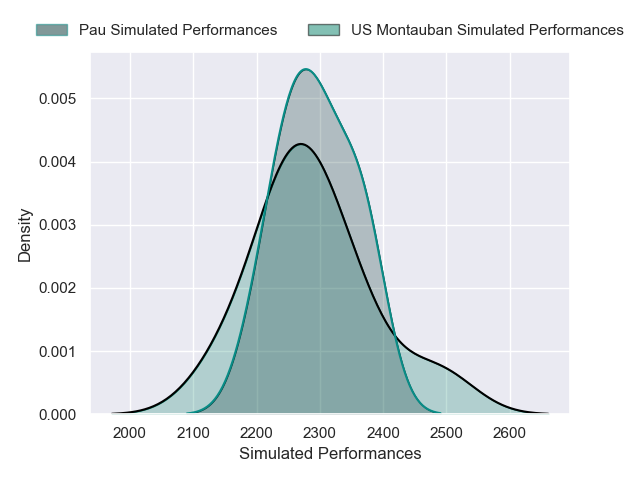 Pau Simulated Performances US Montauban Simulated Performances
0.005
0.004
0.003
0.002
0.001
0.000
Density
2000 2100 2200 2300 2400 2500 2600
Simulated Performances